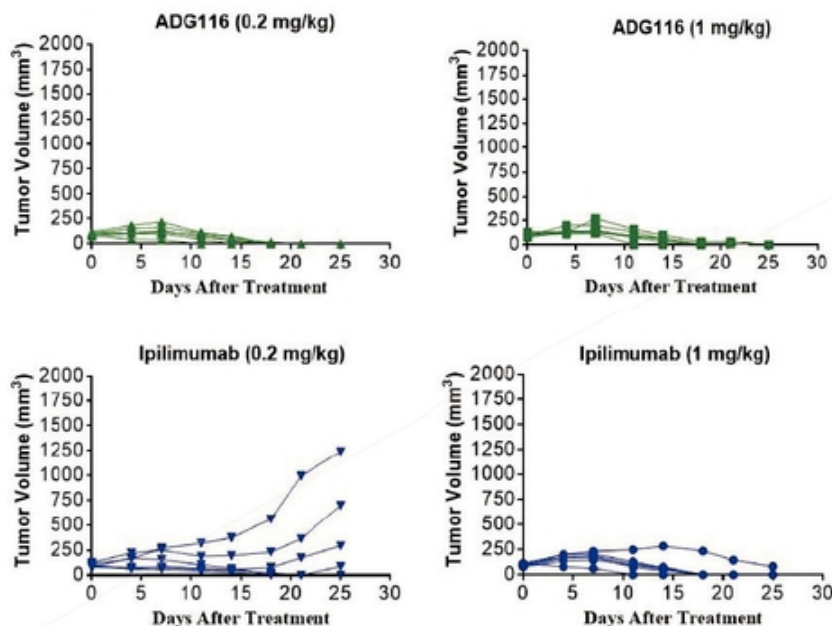 ADG116 (0.2 mg/kg)
Tumor Volume (mm³)
2000
1750
1500
1250
1000
750
500
250
0
0 5 10 15 20 25 30
Days After Treatment
ADG116 (1 mg/kg)
Tumor Volume (mm³)
2000
1750
1500
1250
1000
750
500
250
0
0 5 10 15 20 25 30
Days After Treatment
Ipilimumab (0.2 mg/kg)
Tumor Volume (mm³)
2000
1750
1500
1250
1000
750
500
250
0
0 5 10 15 20 25 30
Days After Treatment
Ipilimumab (1 mg/kg)
Tumor Volume (mm³)
2000
1750
1500
1250
1000
750
500
250
0
0 5 10 15 20 25 30
Days After Treatment